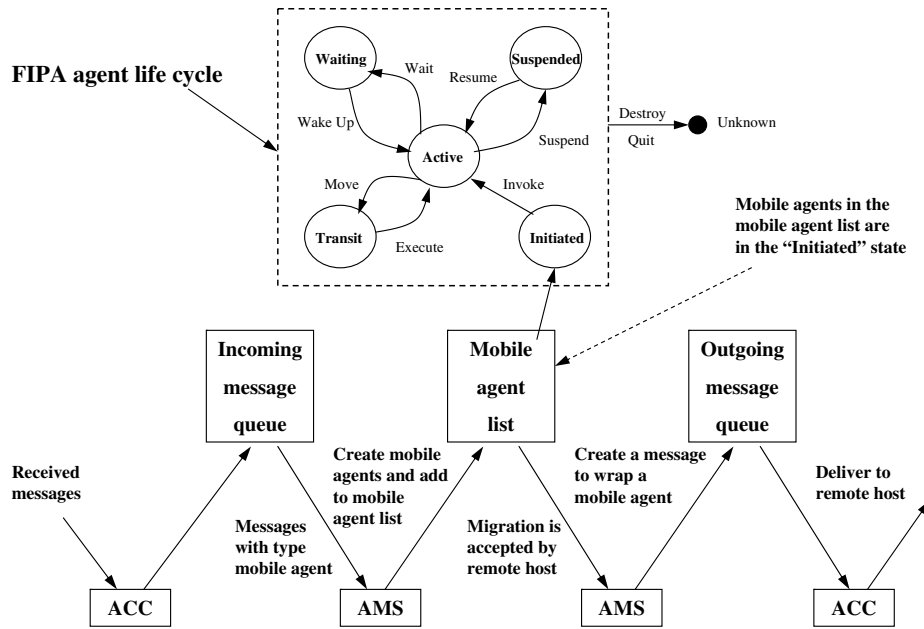 FIPA agent life cycle
Waiting
Wait
Suspended
Resume
Wake Up
Active
Suspend
Destroy
Quit
Unknown
Move
Invoke
Transit
Execute
Initiated
Mobile agents in the
mobile agent list are
in the “Initiated” state
Incoming
message
queue
Mobile
agent
list
Outgoing
message
queue
Received
messages
Messages
with type
mobile agent
Create mobile
agents and add
to mobile
agent list
Migration is
accepted by
remote host
Create a message
to wrap a
mobile agent
Deliver to
remote host
ACC
AMS
AMS
ACC